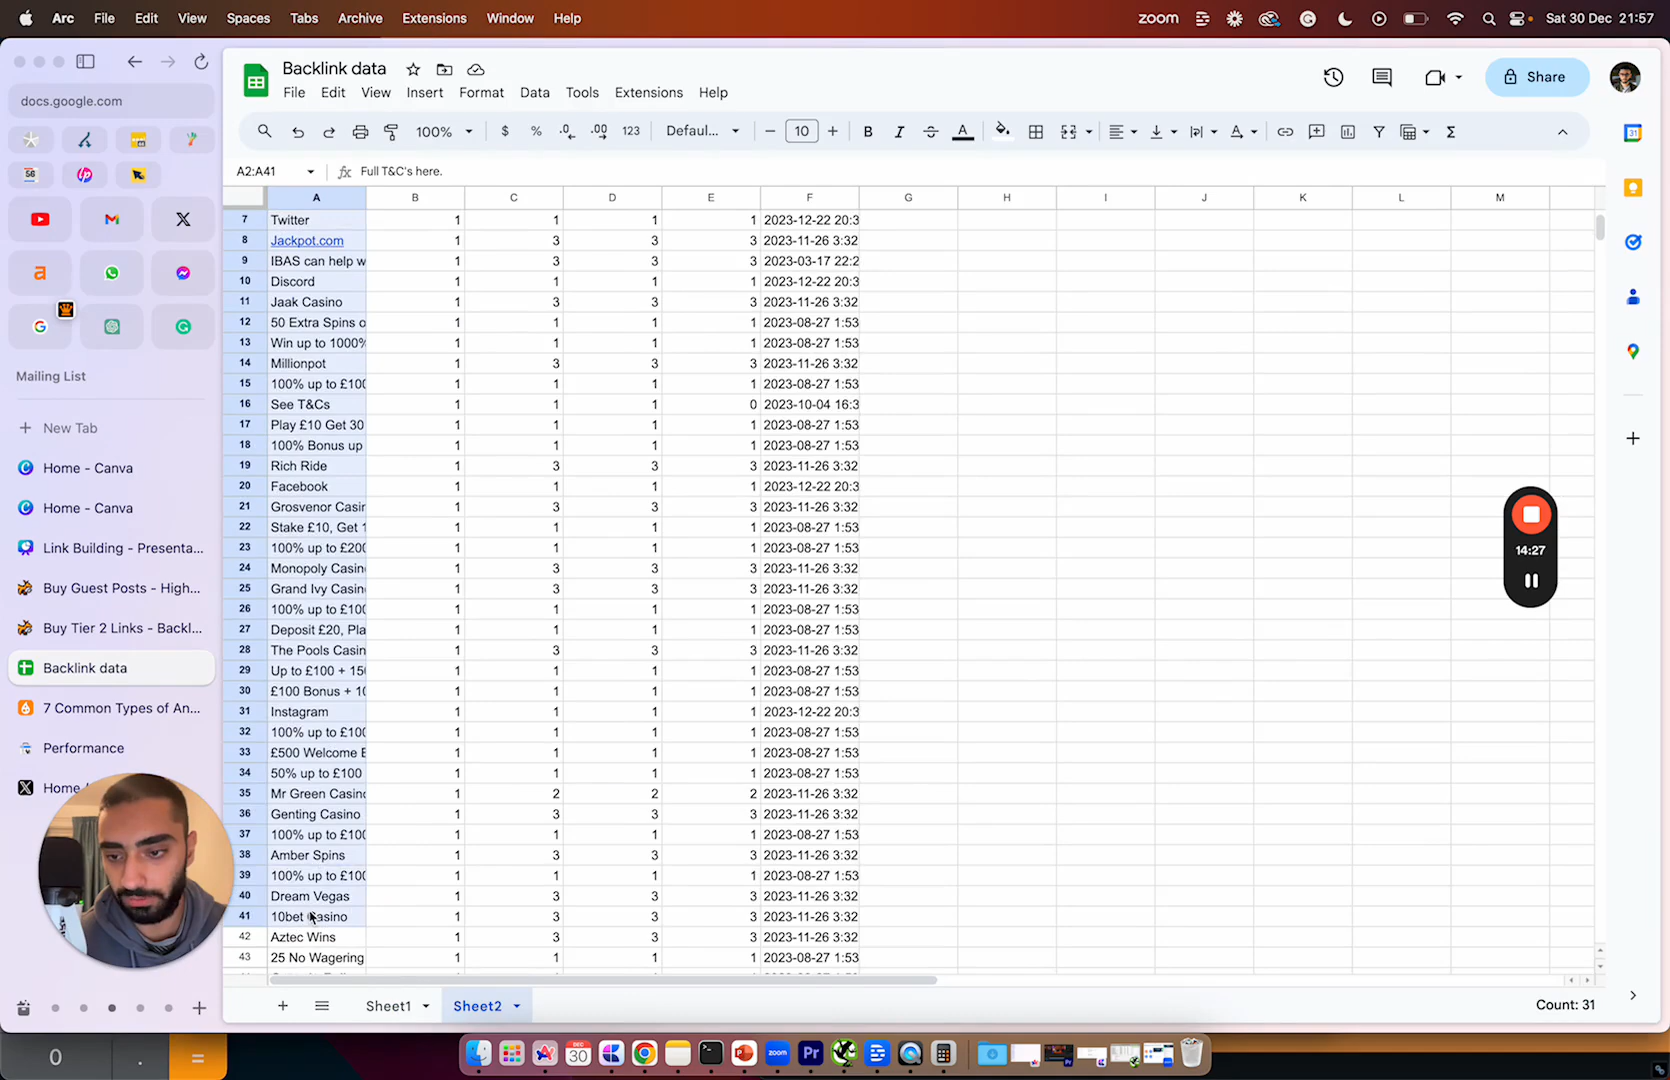 Arc File Edit View Spaces Tabs Archive Extensions Window Help zoom Sat 30 Dec 21:57
docs.google.com
Mailing List
New Tab
Home - Canva
Home - Canva
Link Building - Presenta...
Buy Guest Posts - High...
Buy Tier 2 Links - Backl...
Backlink data
7 Common Types of An...
Performance
Home
Backlink data
File Edit View Insert Format Data Tools Extensions Help
Share
100% $ % .0 .00 123 Defaul... 10 B I A
A2:A41 fx Full T&C's here.
A B C D E F G H I J K L M
7 Twitter 1 1 1 1 2023-12-22 20:3
8 Jackpot.com 1 3 3 3 2023-11-26 3:32
9 IBAS can help w 1 3 3 3 2023-03-17 22:2
10 Discord 1 1 1 1 2023-12-22 20:3
11 Jaak Casino 1 3 3 3 2023-11-26 3:32
12 50 Extra Spins o 1 1 1 1 2023-08-27 1:53
13 Win up to 1000% 1 1 1 1 2023-08-27 1:53
14 Millionpot 1 3 3 3 2023-11-26 3:32
15 100% up to £100 1 1 1 1 2023-08-27 1:53
16 See T&Cs 1 1 1 0 2023-10-04 16:3
17 Play £10 Get 30 1 1 1 1 2023-08-27 1:53
18 100% Bonus up 1 1 1 1 2023-08-27 1:53
19 Rich Ride 1 3 3 3 2023-11-26 3:32
20 Facebook 1 1 1 1 2023-12-22 20:3
21 Grosvenor Casin 1 3 3 3 2023-11-26 3:32
22 Stake £10, Get 1 1 1 1 1 2023-08-27 1:53
23 100% up to £200 1 1 1 1 2023-08-27 1:53
24 Monopoly Casin 1 3 3 3 2023-11-26 3:32
25 Grand Ivy Casin 1 3 3 3 2023-11-26 3:32
26 100% up to £100 1 1 1 1 2023-08-27 1:53
27 Deposit £20, Pla 1 1 1 1 2023-08-27 1:53
28 The Pools Casin 1 3 3 3 2023-11-26 3:32
29 Up to £100 + 150 1 1 1 1 2023-08-27 1:53
30 £100 Bonus + 10 1 1 1 1 2023-08-27 1:53
31 Instagram 1 1 1 1 2023-12-22 20:3
32 100% up to £100 1 1 1 1 2023-08-27 1:53
33 £500 Welcome B 1 1 1 1 2023-08-27 1:53
34 50% up to £100 1 1 1 1 2023-08-27 1:53
35 Mr Green Casino 1 2 2 2 2023-11-26 3:32
36 Genting Casino 1 3 3 3 2023-11-26 3:32
37 100% up to £100 1 1 1 1 2023-08-27 1:53
38 Amber Spins 1 3 3 3 2023-11-26 3:32
39 100% up to £100 1 1 1 1 2023-08-27 1:53
40 Dream Vegas 1 3 3 3 2023-11-26 3:32
41 10bet Casino 1 3 3 3 2023-11-26 3:32
42 Aztec Wins 1 3 3 3 2023-11-26 3:32
43 25 No Wagering 1 1 1 1 2023-08-27 1:53
14:27
Sheet1 Sheet2 Count: 31
0 . =